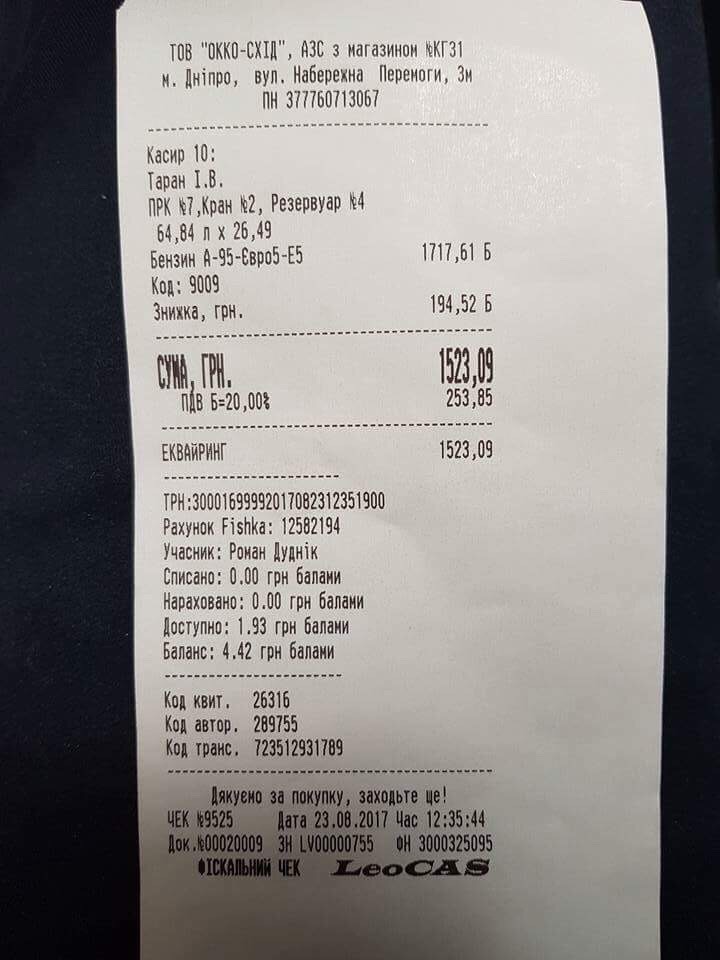 ТОВ "ОККО-СХІД", АЗС з магазином №КГ31
м. Дніпро, вул. Набережна Перемоги, 3м
ПН 377760713067
Касир 10:
Таран І.В.
ПРК №7,Кран №2, Резервуар №4
64,84 л х 26,49
Бензин А-95-Євро5-Е5 1717,61 Б
Код: 9009
Знижка, грн. 194,52 Б
СУМА, ГРН. 1523,09
ПДВ Б=20,00% 253,85
ЕКВАЙРИНГ 1523,09
ТРН:30001699992017082312351900
Рахунок Fishka: 12582194
Учасник: Роман Дуднік
Списано: 0.00 грн балами
Нараховано: 0.00 грн балами
Доступно: 1.93 грн балами
Баланс: 4.42 грн балами
Код квит. 26316
Код автор. 289755
Код транс. 723512931789
Дякуємо за покупку, заходьте ще!
ЧЕК №9525 Дата 23.08.2017 Час 12:35:44
Док.№00020009 ЗН LV00000755 ФН 3000325095
ФІСКАЛЬНИЙ ЧЕК LeoCAS